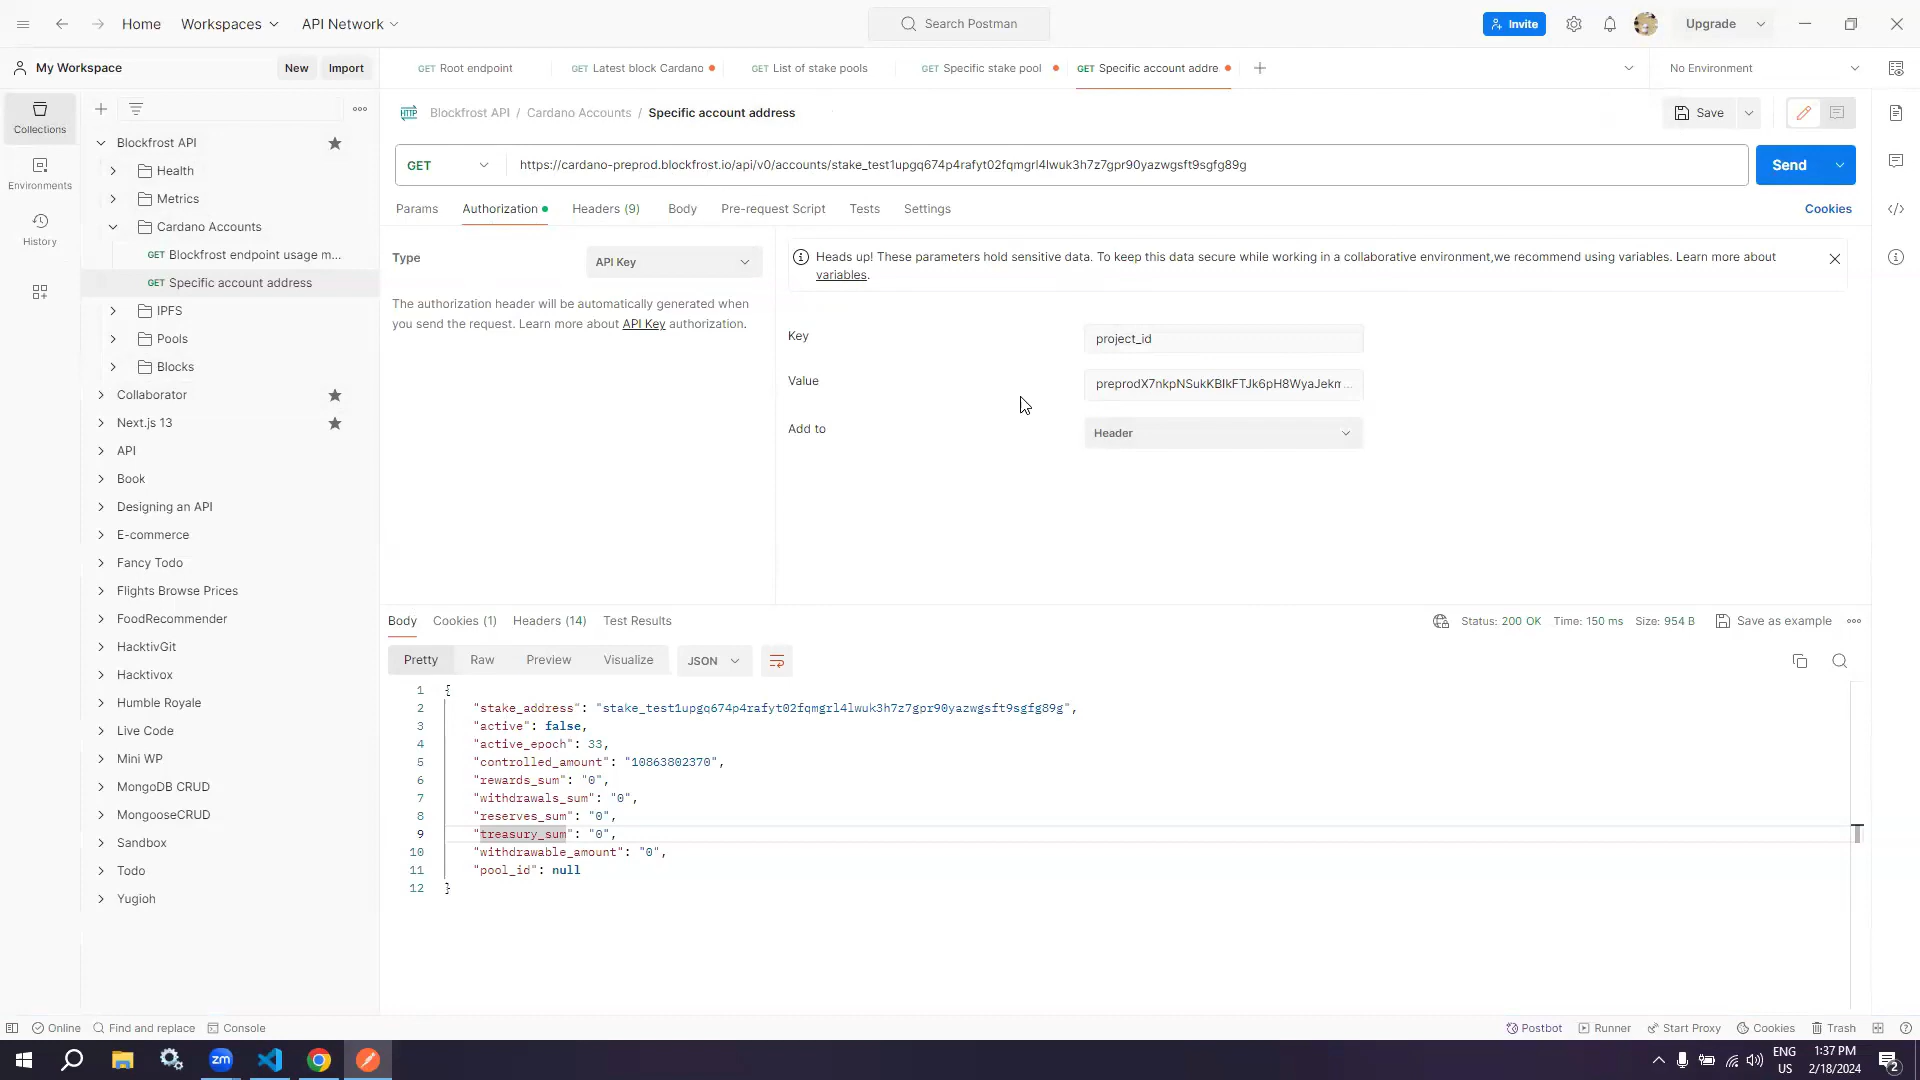 Home Workspaces API Network Search Postman Invite Upgrade
My Workspace New Import GET Root endpoint GET Latest block Cardano GET List of stake pools GET Specific stake pool GET Specific account addre No Environment
Collections
Environments
History
Blockfrost API
Health
Metrics
Cardano Accounts
GET Blockfrost endpoint usage m...
GET Specific account address
IPFS
Pools
Blocks
Collaborator
Next.js 13
API
Book
Designing an API
E-commerce
Fancy Todo
Flights Browse Prices
FoodRecommender
HacktivGit
Hacktivox
Humble Royale
Live Code
Mini WP
MongoDB CRUD
MongooseCRUD
Sandbox
Todo
Yugioh
HTTP Blockfrost API / Cardano Accounts / Specific account address Save
GET https://cardano-preprod.blockfrost.io/api/v0/accounts/stake_test1upgq674p4rafyt02fqmgrl4lwuk3h7z7gpr90yazwgsft9sgfg89g Send
Params Authorization Headers (9) Body Pre-request Script Tests Settings Cookies
Type API Key
The authorization header will be automatically generated when
you send the request. Learn more about API Key authorization.
Heads up! These parameters hold sensitive data. To keep this data secure while working in a collaborative environment,we recommend using variables. Learn more about
variables.
Key project_id
Value preprodX7nkpNSukKBIkFTJk6pH8WyaJekm...
Add to Header
Body Cookies (1) Headers (14) Test Results Status: 200 OK Time: 150 ms Size: 954 B Save as example
Pretty Raw Preview Visualize JSON
1 {
2 "stake_address": "stake_test1upgq674p4rafyt02fqmgrl4lwuk3h7z7gpr90yazwgsft9sgfg89g",
3 "active": false,
4 "active_epoch": 33,
5 "controlled_amount": "10863802370",
6 "rewards_sum": "0",
7 "withdrawals_sum": "0",
8 "reserves_sum": "0",
9 "treasury_sum": "0",
10 "withdrawable_amount": "0",
11 "pool_id": null
12 }
Online Find and replace Console Postbot Runner Start Proxy Cookies Trash
zm ENG 1:37 PM
US 2/18/2024 2